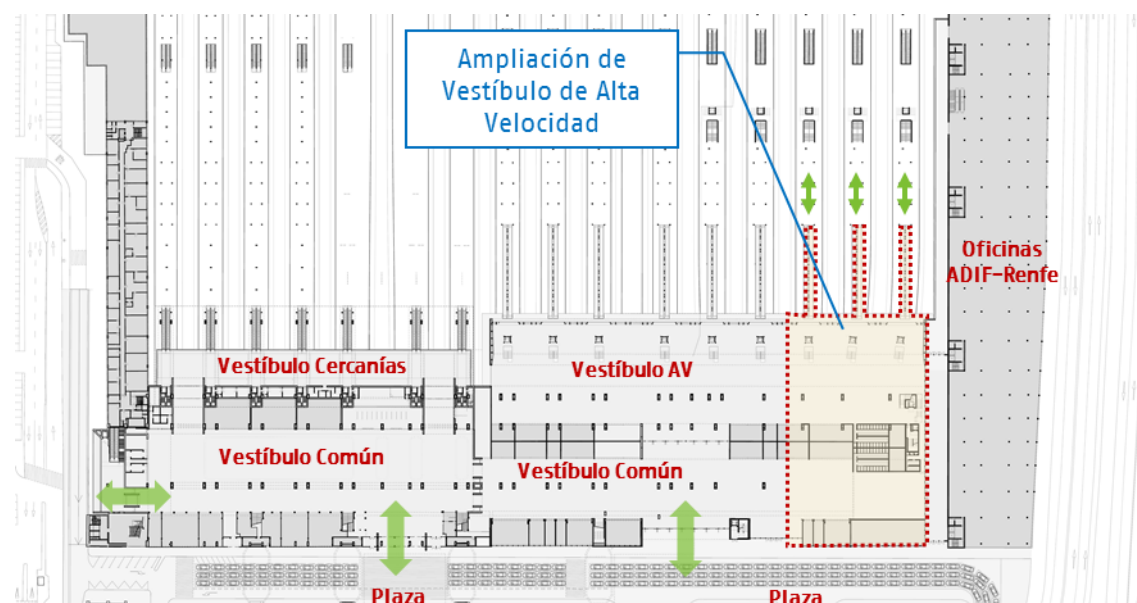 Ampliación de
Vestíbulo de Alta
Velocidad
Oficinas
ADIF-Renfe
Vestíbulo Cercanías
Vestíbulo AV
Vestíbulo Común
Vestíbulo Común
Plaza
Plaza